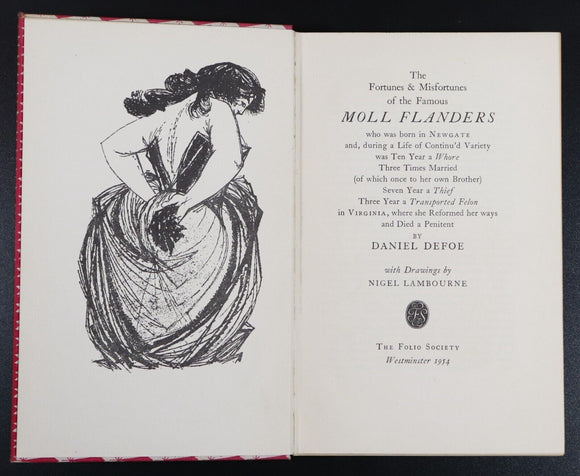 The
Fortunes & Misfortunes
of the Famous
MOLL FLANDERS
who was born in NEWGATE
and, during a Life of Continu'd Variety
was Ten Year a Whore
Three Times Married
(of which once to her own Brother)
Seven Year a Thief
Three Year a Transported Felon
in VIRGINIA, where she Reformed her ways
and Died a Penitent
BY
DANIEL DEFOE
with Drawings by
NIGEL LAMBOURNE
FS
THE FOLIO SOCIETY
Westminster 1954